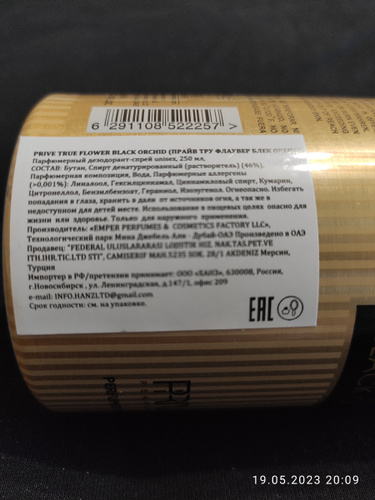 6 291108 522257 >
PRIVE TRUE FLOWER BLACK ORCHID (ПРАЙВ ТРУ ФЛАУВЕР БЛЕК
Парфюмерный дезодорант-спрей unisex, 250 мл,
СОСТАВ: Бутан, Спирт денатурированный (растворитель) (46%),
Парфюмерная композиция, Вода, Парфюмерные аллергены
(>0,001%): Линалоол, Гексилциннамал, Циннамиловый спирт, Кумарин,
Цитронеллол, Бензилбензоат, Гераниол, Изоэугенол. Огнеопасно. Избегать
попадания в глаза, хранить в дали от источников огня, а так же в
недоступном для детей месте. Использование в пищевых целях опасно для
жизни или здоровье. Только для наружного применения.
Производитель: «EMPER PERFUMES & COSMETICS FACTORY LLC»,
Технологический парк Мина Джебель Али - Дубай-ОАЭ Произведено в ОАЭ
Продавец: "FEDERAL ULUSLARARASI LOJISTIK HIZ. NAK.TAS.PET.VE
ITH.IHR.TIC.LTD STI", CAMISERIF MAH.5235 SOK. 28/1 AKDENIZ Мерсин,
Турция
Импортер в РФ/претензии принимает: ООО «ХАНЗ», 630008, Россия,
г.Новосибирск , ул. Ленинградская, д.147/1, офис 209
e-mail: INFO.HANZLTD@gmail.com
Срок годности: см. на упаковке.
EAC
19.05.2023 20:09